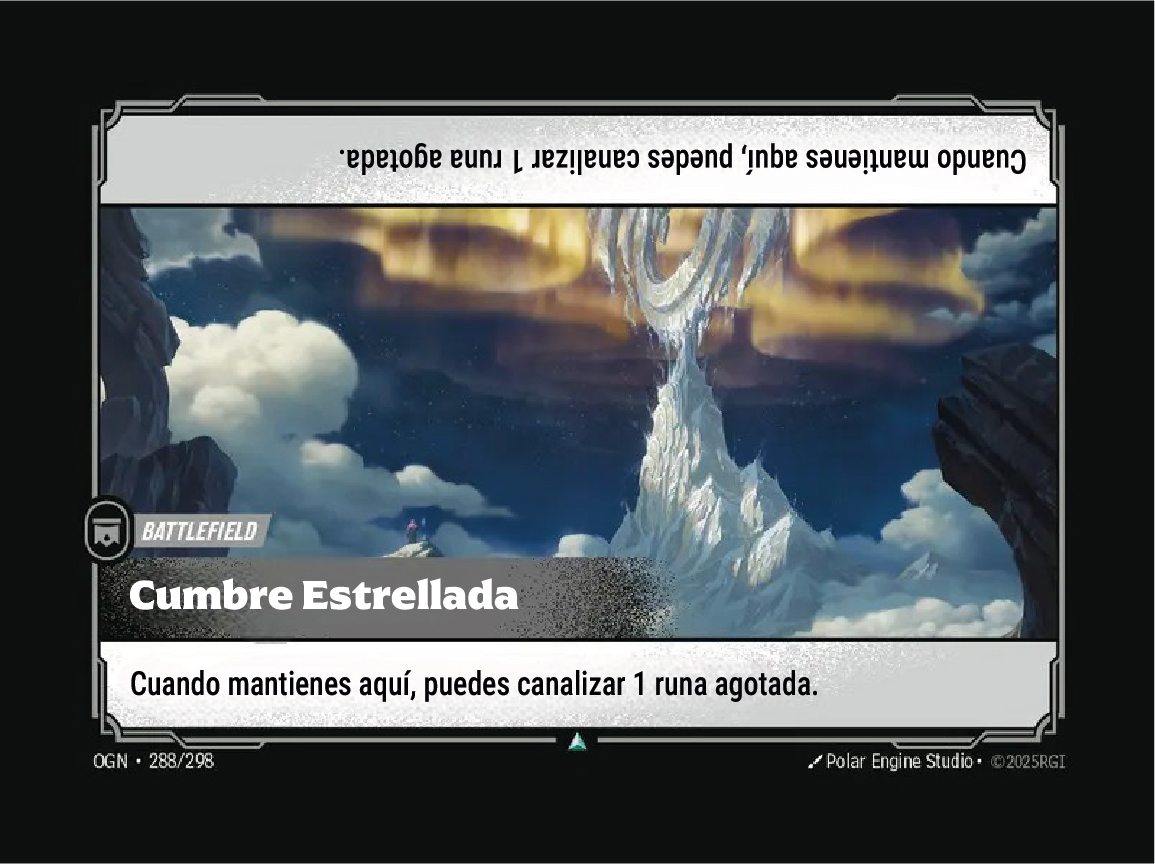 Cuando mantienes aquí, puedes canalizar 1 runa agotada.
BATTLEFIELD
Cumbre Estrellada
Cuando mantienes aquí, puedes canalizar 1 runa agotada.
OGN • 288/298
Polar Engine Studio • ©2025RGI